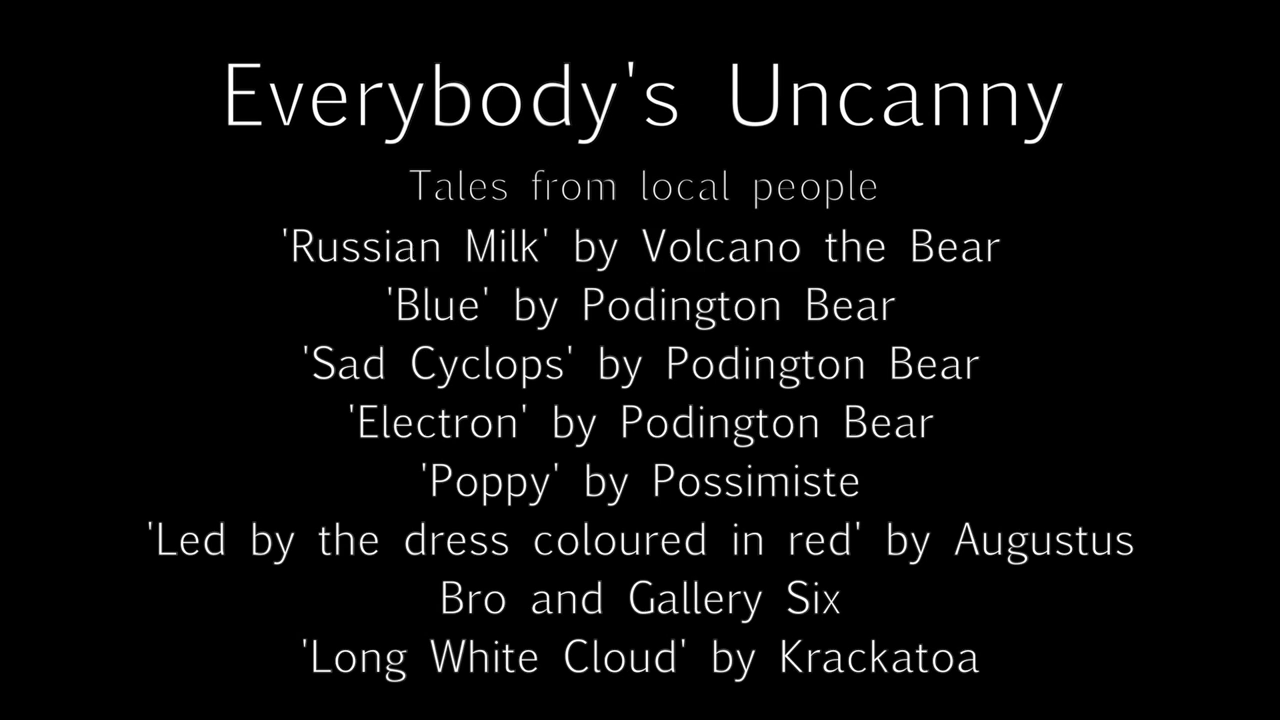 Everybody's Uncanny
Tales from local people
'Russian Milk' by Volcano the Bear
'Blue' by Podington Bear
'Sad Cyclops' by Podington Bear
'Electron' by Podington Bear
'Poppy' by Possimiste
'Led by the dress coloured in red' by Augustus
Bro and Gallery Six
'Long White Cloud' by Krackatoa